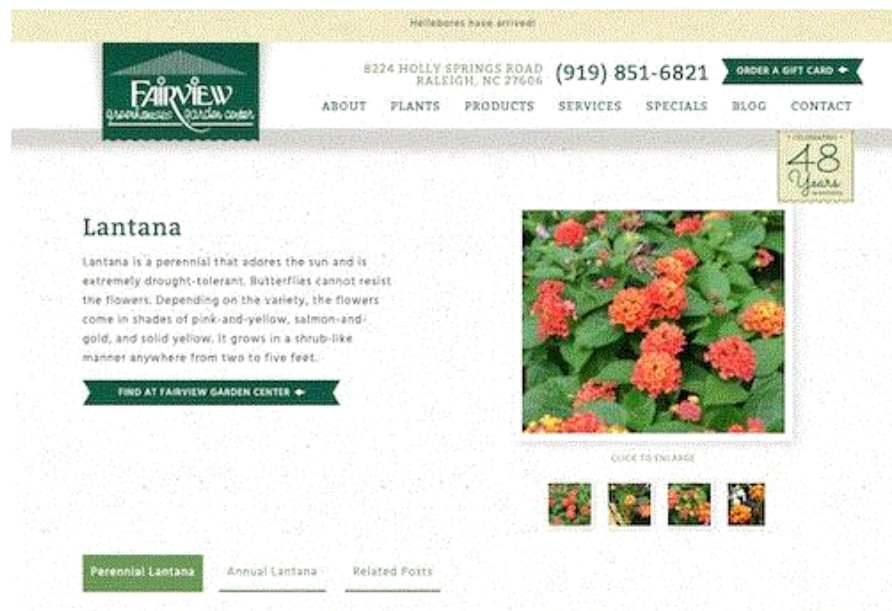 Hellebores have arrived!
FAIRVIEW
greenhouses & garden center
8224 HOLLY SPRINGS ROAD
RALEIGH, NC 27606
(919) 851-6821
ORDER A GIFT CARD
ABOUT PLANTS PRODUCTS SERVICES SPECIALS BLOG CONTACT
CELEBRATING
48
Years
Lantana
Lantana is a perennial that adores the sun and is
extremely drought-tolerant. Butterflies cannot resist
the flowers. Depending on the variety, the flowers
come in shades of pink-and-yellow, salmon-and-
gold, and solid yellow. It grows in a shrub-like
manner anywhere from two to five feet.
FIND AT FAIRVIEW GARDEN CENTER
CLICK TO ENLARGE
Perennial Lantana Annual Lantana Related Posts